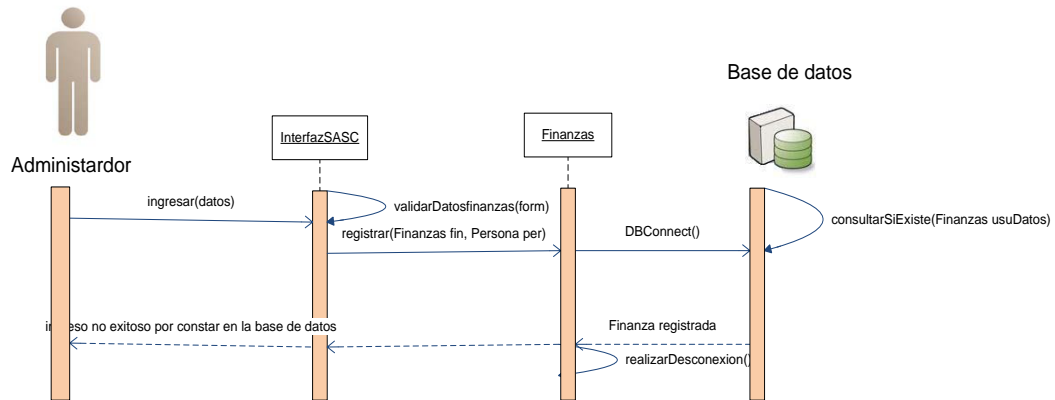 Base de datos
InterfazSASC
Finanzas
Administardor
ingresar(datos)
validarDatosfinanzas(form)
consultarSiExiste(Finanzas usuDatos)
registrar(Finanzas fin, Persona per)
DBConnect()
eso no exitoso por constar en la base de datos
Finanza registrada
realizarDesconexion()